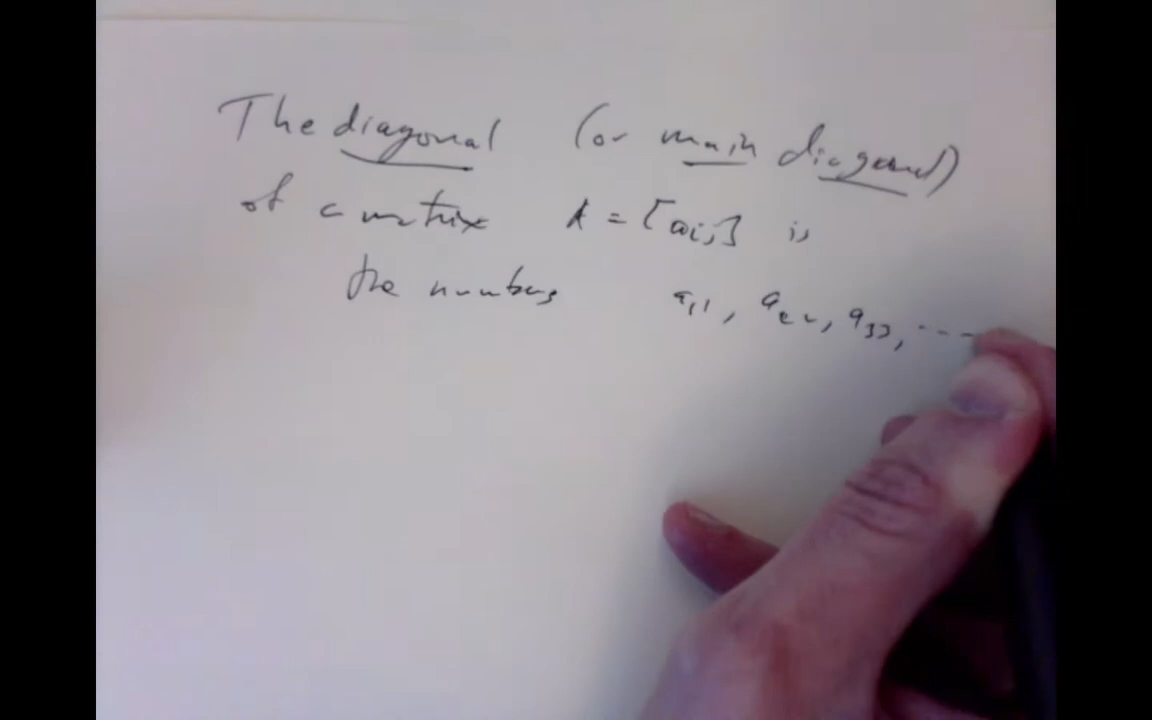 The diagonal (or main diagonal)
of a matrix A = [aij] is
the numbers a11, a22, a33, ----